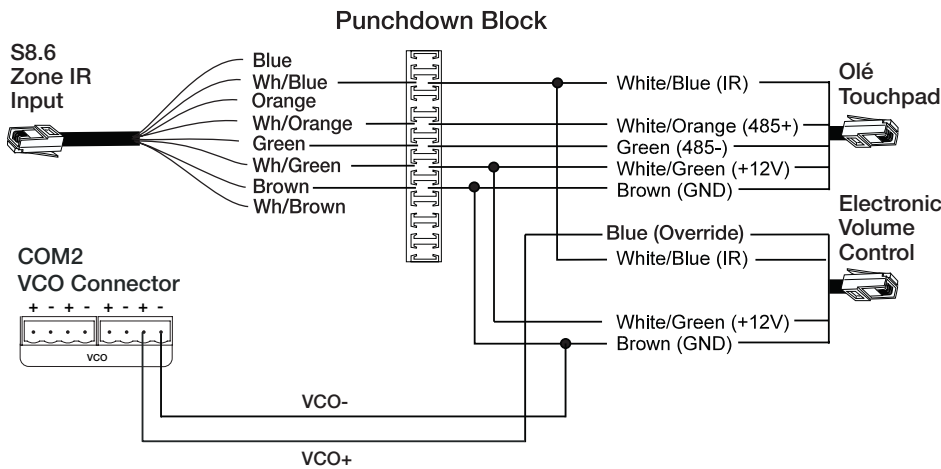 Punchdown Block
S8.6
Zone IR
Input
Blue
Wh/Blue
Orange
Wh/Orange
Green
Wh/Green
Brown
Wh/Brown
White/Blue (IR)
White/Orange (485+)
Green (485-)
White/Green (+12V)
Brown (GND)
Olé
Touchpad
Blue (Override)
White/Blue (IR)
White/Green (+12V)
Brown (GND)
Electronic
Volume
Control
COM2
VCO Connector
+ - + - + - + -
VCO
VCO-
VCO+